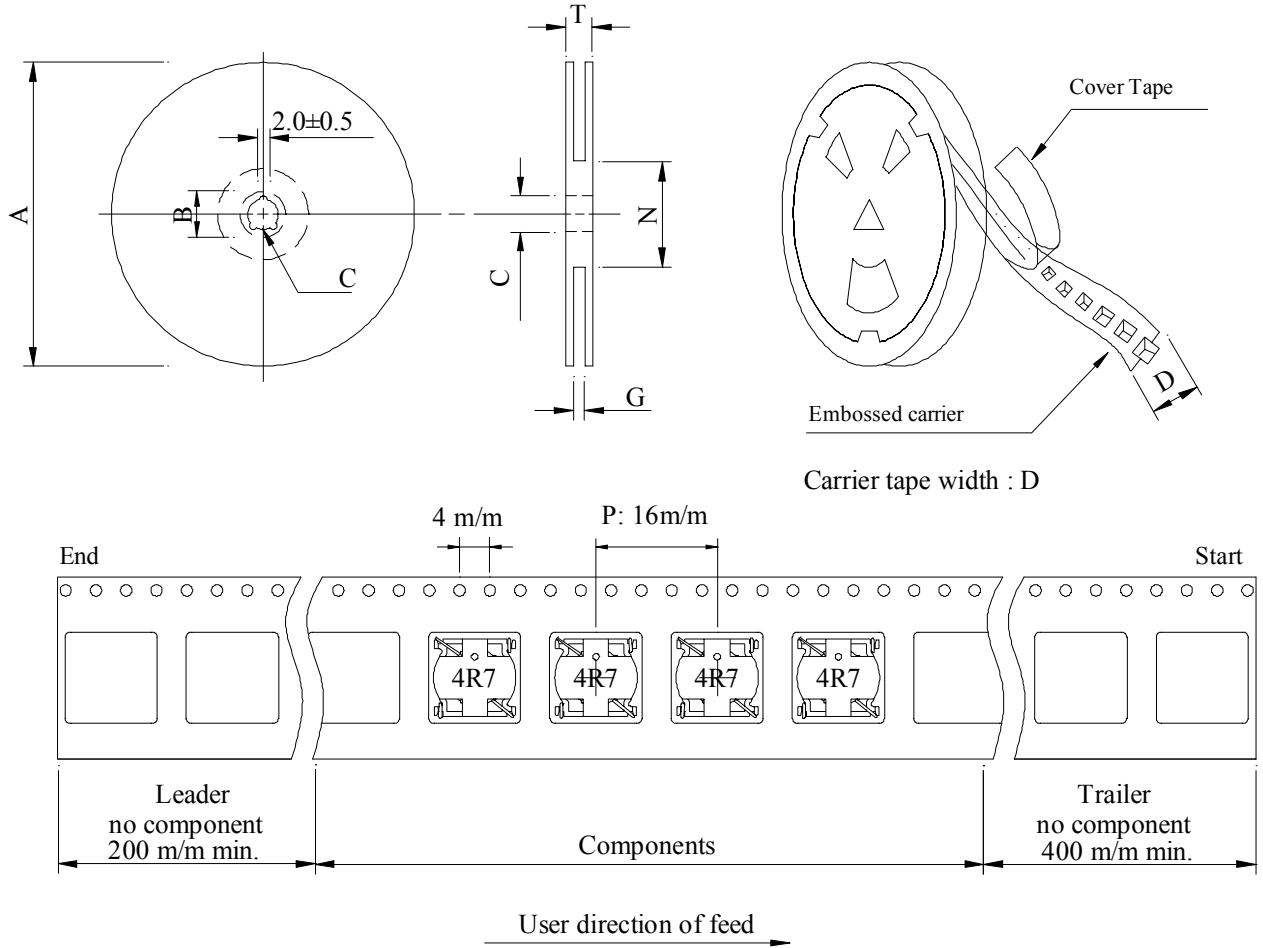 T
Cover Tape
2.0±0.5
A
B
C
C
N
G
D
Embossed carrier
Carrier tape width : D
4 m/m
P: 16m/m
End
Start
4R7
4R7
4R7
4R7
Leader
no component
200 m/m min.
Components
Trailer
no component
400 m/m min.
User direction of feed